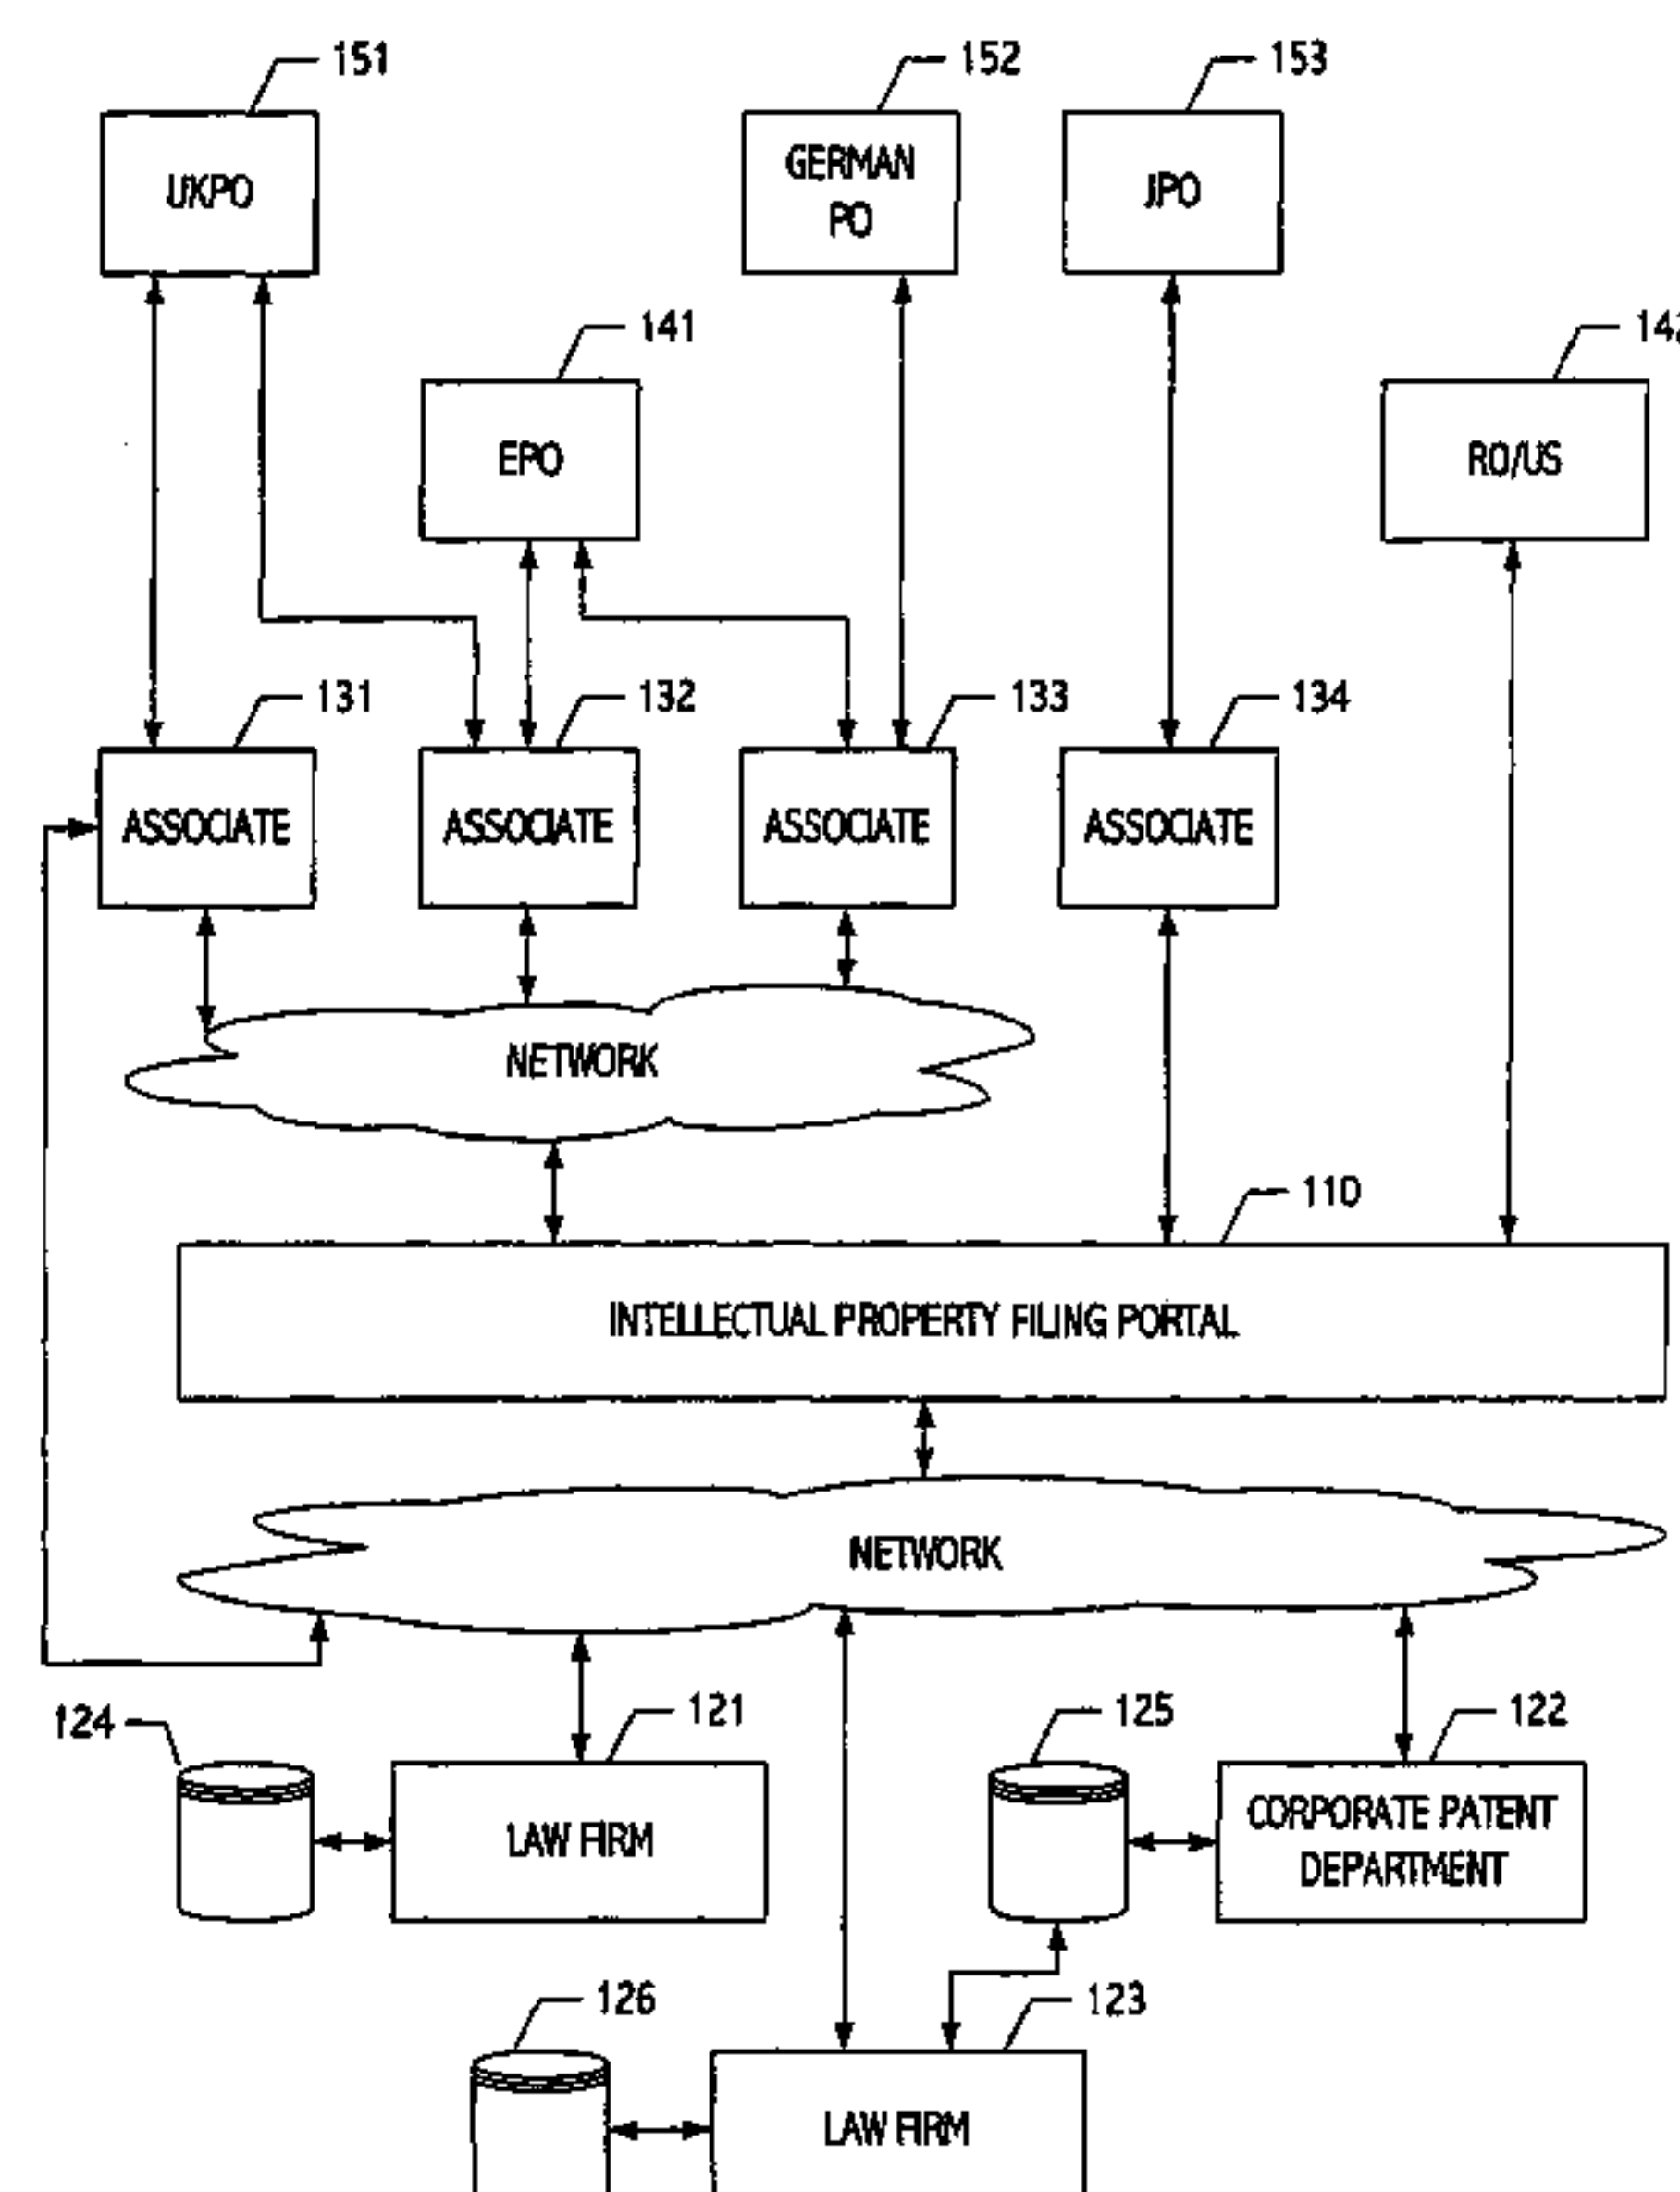 151
152
153
UKPO
GERMAN
PO
JPO
141
EPO
RO/US
131
132
133
134
ASSOCIATE
ASSOCIATE
ASSOCIATE
ASSOCIATE
NETWORK
110
INTELLECTUAL PROPERTY FILING PORTAL
NETWORK
124
121
125
122
LAW FIRM
CORPORATE PATENT
DEPARTMENT
126
123
LAW FIRM